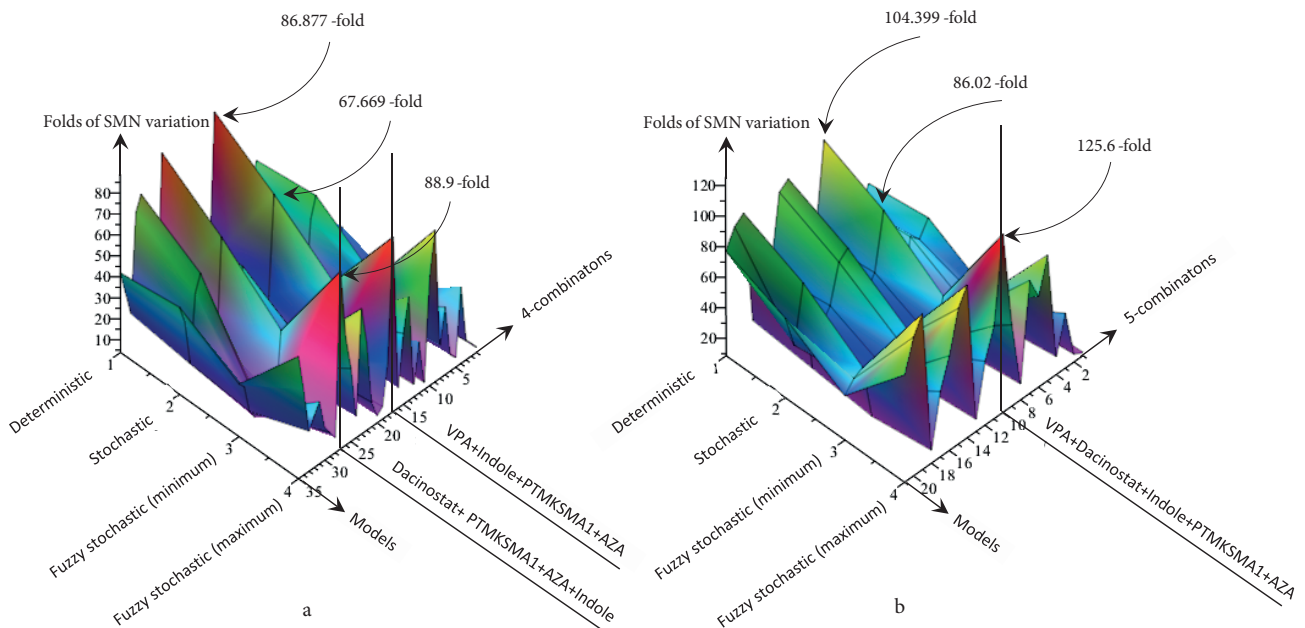 86.877 -fold
67.669 -fold
Folds of SMN variation
88.9 -fold
80
70
60
50
40
30
20
10
1
2
3
4
Deterministic
Stochastic
Fuzzy stochastic (minimum)
Fuzzy stochastic (maximum)
Models
35
30
25
20
15
10
5
4-combinatons
VPA+Indole+PTMKSMA1+AZA
Dacinostat+ PTMKSMA1+AZA+Indole
a
104.399 -fold
86.02 -fold
Folds of SMN variation
125.6 -fold
120
100
80
60
40
20
1
2
3
4
Deterministic
Stochastic
Fuzzy stochastic (minimum)
Fuzzy stochastic (maximum)
Models
20
18
16
14
12
10
8
6
4
2
5-combinatons
VPA+Dacinostat+Indole+PTMKSMA1+AZA
b